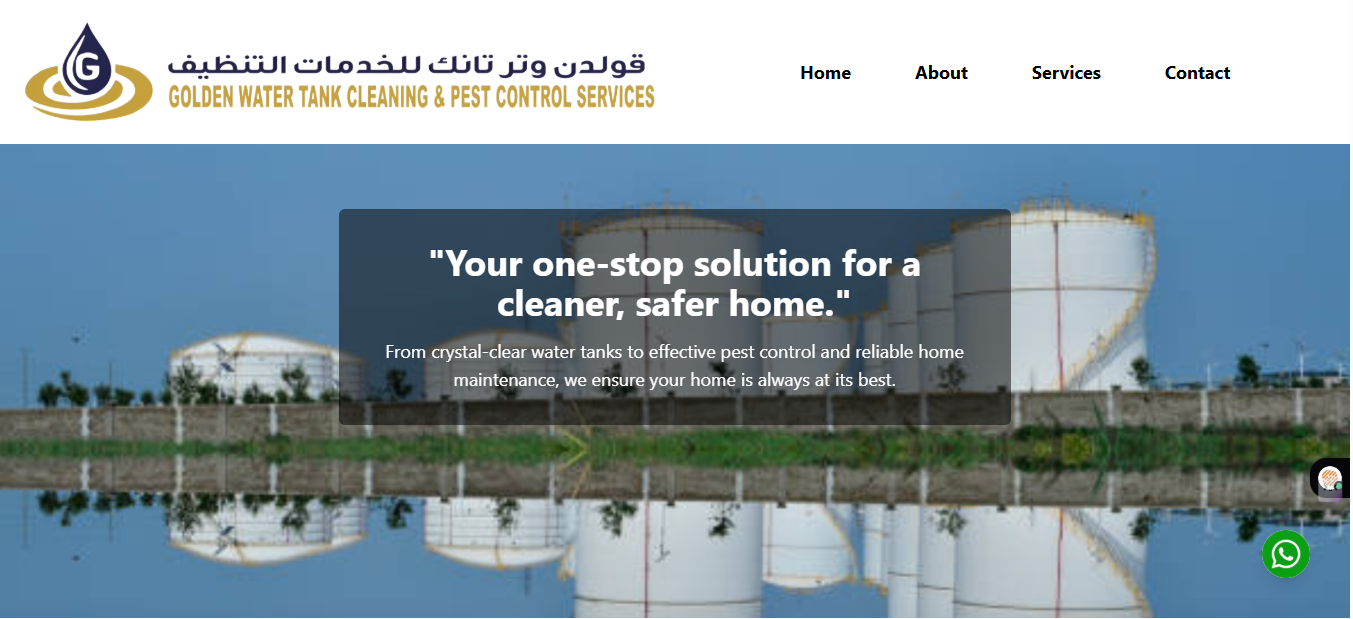 G
قولدن وتر تانك للخدمات التنظيف
GOLDEN WATER TANK CLEANING & PEST CONTROL SERVICES
Home
About
Services
Contact
"Your one-stop solution for a
cleaner, safer home."
From crystal-clear water tanks to effective pest control and reliable home
maintenance, we ensure your home is always at its best.